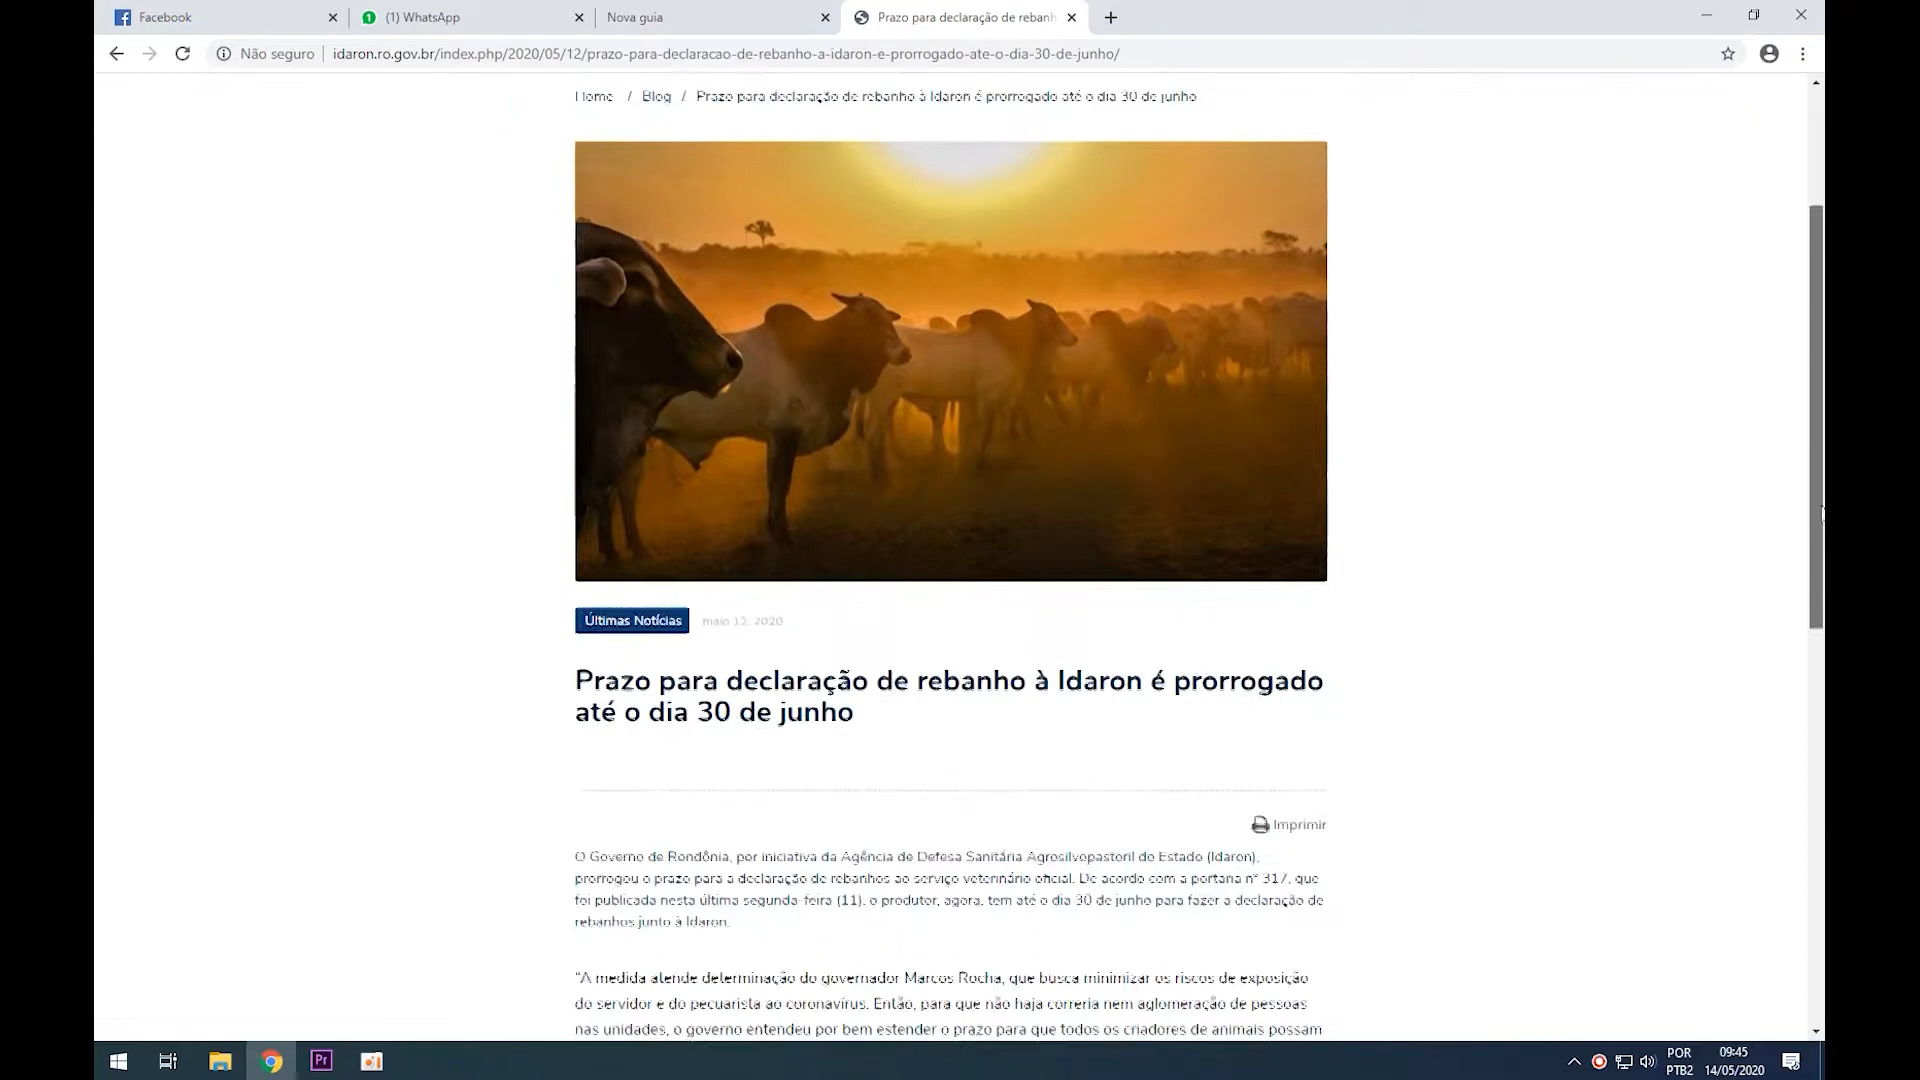 Facebook
(1) WhatsApp
Nova guia
Prazo para declaração de rebanh
Não seguro
idaron.ro.gov.br/index.php/2020/05/12/prazo-para-declaracao-de-rebanho-a-idaron-e-prorrogado-ate-o-dia-30-de-junho/
Home / Blog / Prazo para declaração de rebanho à Idaron é prorrogado até o dia 30 de junho
Últimas Notícias
maio 12, 2020
Prazo para declaração de rebanho à Idaron é prorrogado
até o dia 30 de junho
Imprimir
O Governo de Rondônia, por iniciativa da Agência de Defesa Sanitária Agrosilvopastoril do Estado (Idaron),
prorrogou o prazo para a declaração de rebanhos ao serviço veterinário oficial. De acordo com a portaria nº 317, que
foi publicada nesta última segunda-feira (11), o produtor, agora, tem até o dia 30 de junho para fazer a declaração de
rebanhos junto à Idaron.
"A medida atende determinação do governador Marcos Rocha, que busca minimizar os riscos de exposição
do servidor e do pecuarista ao coronavírus. Então, para que não haja correria nem aglomeração de pessoas
nas unidades, o governo entendeu por bem estender o prazo para que todos os criadores de animais possam
Pr
POR
PTB2
09:45
14/05/2020